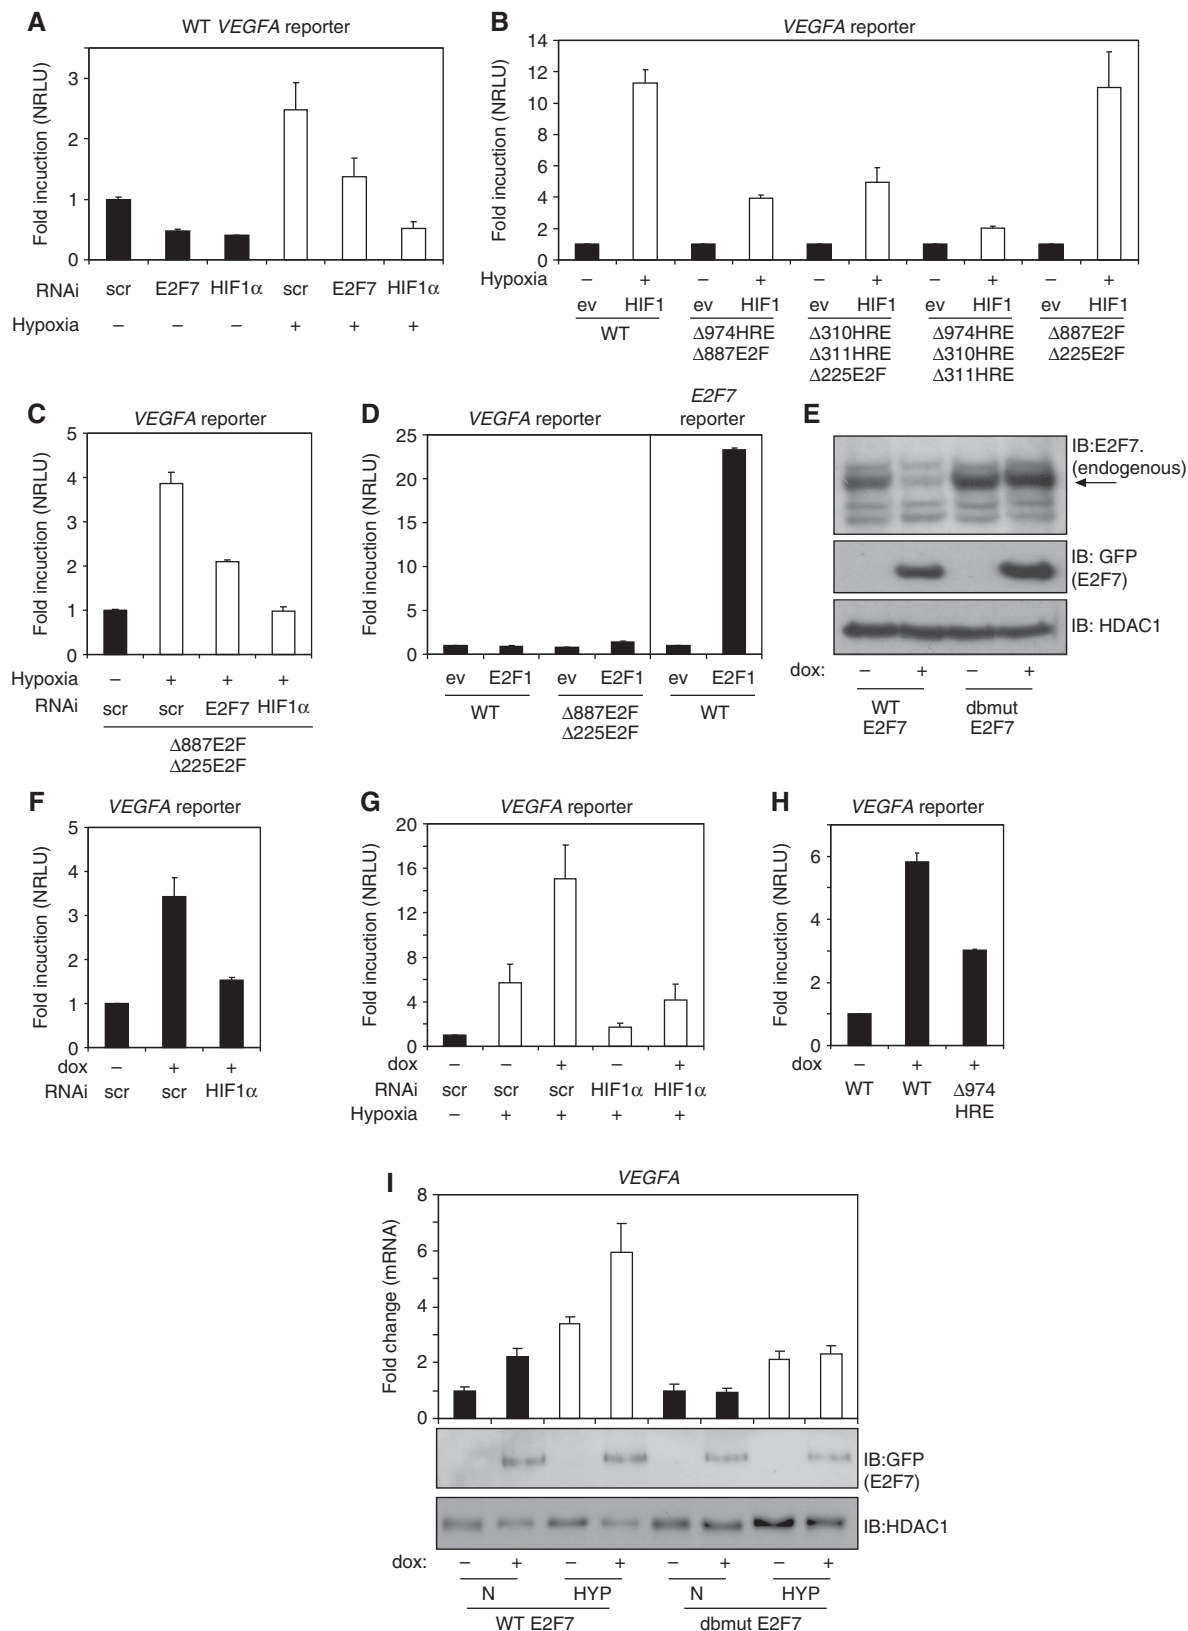 A
WT VEGFA reporter
Fold incuction (NRLU)
3
2
1
0
RNAi scr E2F7 HIF1α scr E2F7 HIF1α
Hypoxia – – – + + +
B
VEGFA reporter
Fold incuction (NRLU)
14
12
10
8
6
4
2
0
Hypoxia – + – + – + – + – +
ev HIF1 ev HIF1 ev HIF1 ev HIF1 ev HIF1
WT Δ974HRE Δ310HRE Δ974HRE Δ887E2F
Δ887E2F Δ311HRE Δ310HRE Δ225E2F
Δ225E2F Δ311HRE
C
VEGFA reporter
Fold incuction (NRLU)
5
4
3
2
1
0
Hypoxia – + + +
RNAi scr scr E2F7 HIF1α
Δ887E2F
Δ225E2F
D
VEGFA reporter
E2F7
reporter
Fold incuction (NRLU)
25
20
15
10
5
0
ev E2F1 ev E2F1 ev E2F1
WT Δ887E2F WT
Δ225E2F
E
IB:E2F7.
(endogenous)
IB: GFP
(E2F7)
IB: HDAC1
dox: – + – +
WT dbmut
E2F7 E2F7
F
VEGFA reporter
Fold incuction (NRLU)
5
4
3
2
1
0
dox – + +
RNAi scr scr HIF1α
G
VEGFA reporter
Fold incuction (NRLU)
20
16
12
8
4
0
dox – – + – +
RNAi scr scr scr HIF1α HIF1α
Hypoxia – + + + +
H
VEGFA reporter
Fold incuction (NRLU)
6
4
2
0
dox – + +
WT WT Δ974
HRE
I
VEGFA
Fold change (mRNA)
8
6
4
2
0
IB:GFP
(E2F7)
IB:HDAC1
dox: – + – + – + – +
N HYP N HYP
WT E2F7 dbmut E2F7